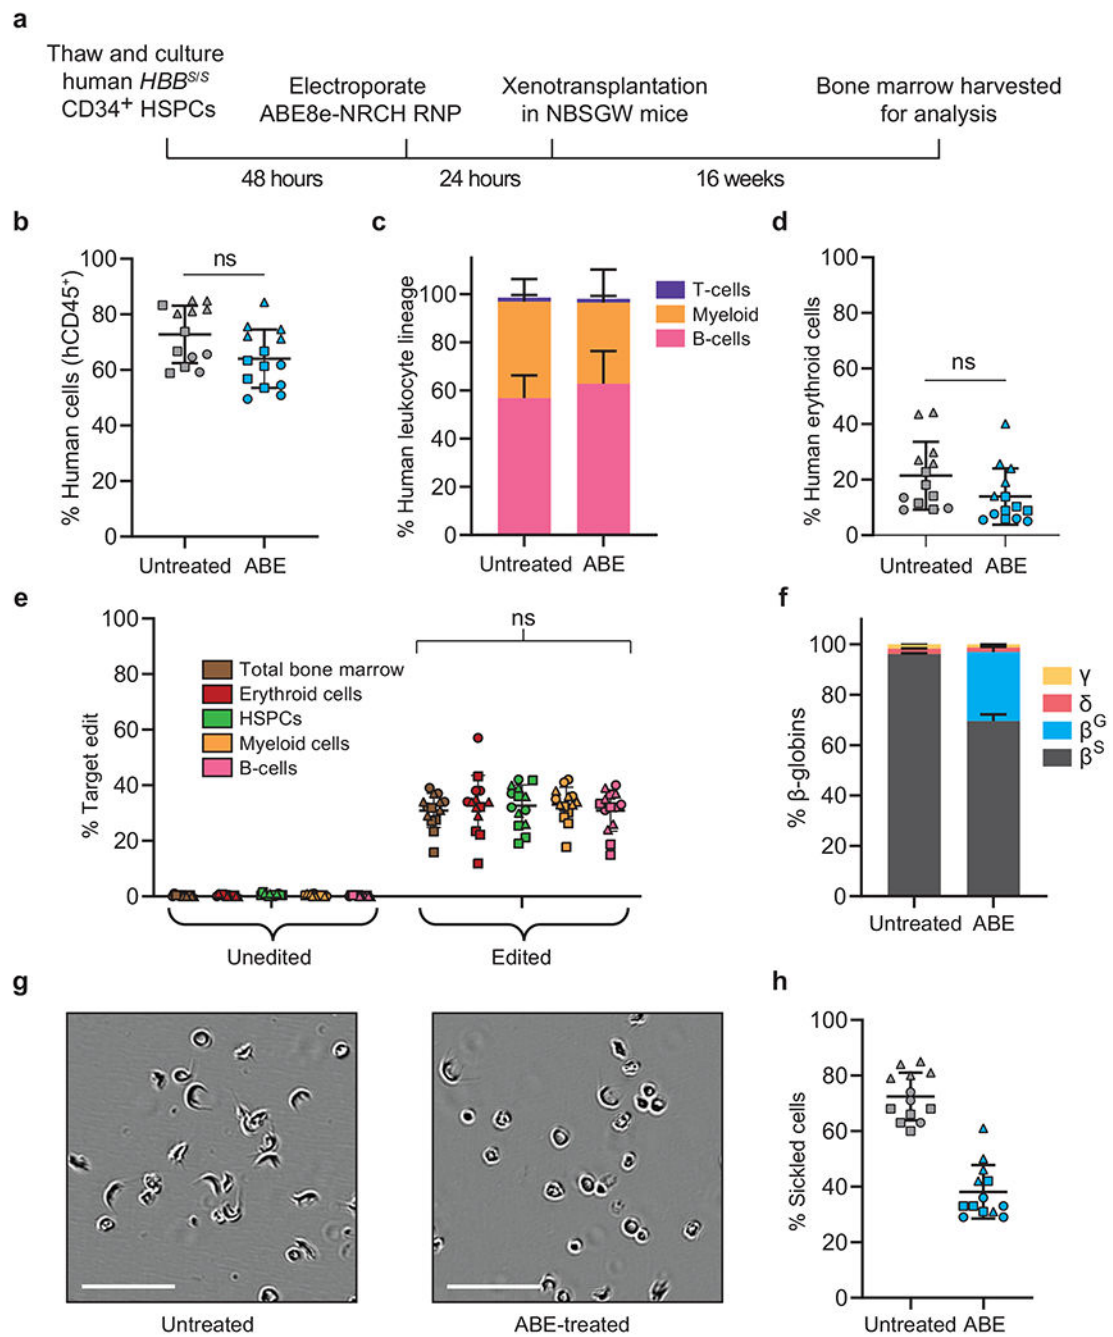 a
Thaw and culture
human HBB^S/S
CD34⁺ HSPCs
Electroporate
ABE8e-NRCH RNP
Xenotransplantation
in NBSGW mice
Bone marrow harvested
for analysis
48 hours
24 hours
16 weeks
b
% Human cells (hCD45⁺)
100
80
60
40
20
0
ns
Untreated ABE
c
% Human leukocyte lineage
100
80
60
40
20
0
T-cells
Myeloid
B-cells
Untreated ABE
d
% Human erythroid cells
100
80
60
40
20
0
ns
Untreated ABE
e
% Target edit
100
80
60
40
20
0
Total bone marrow
Erythroid cells
HSPCs
Myeloid cells
B-cells
ns
Unedited
Edited
f
% β-globins
100
80
60
40
20
0
γ
δ
β^G
β^S
Untreated ABE
g
Untreated
ABE-treated
h
% Sickled cells
100
80
60
40
20
0
Untreated ABE